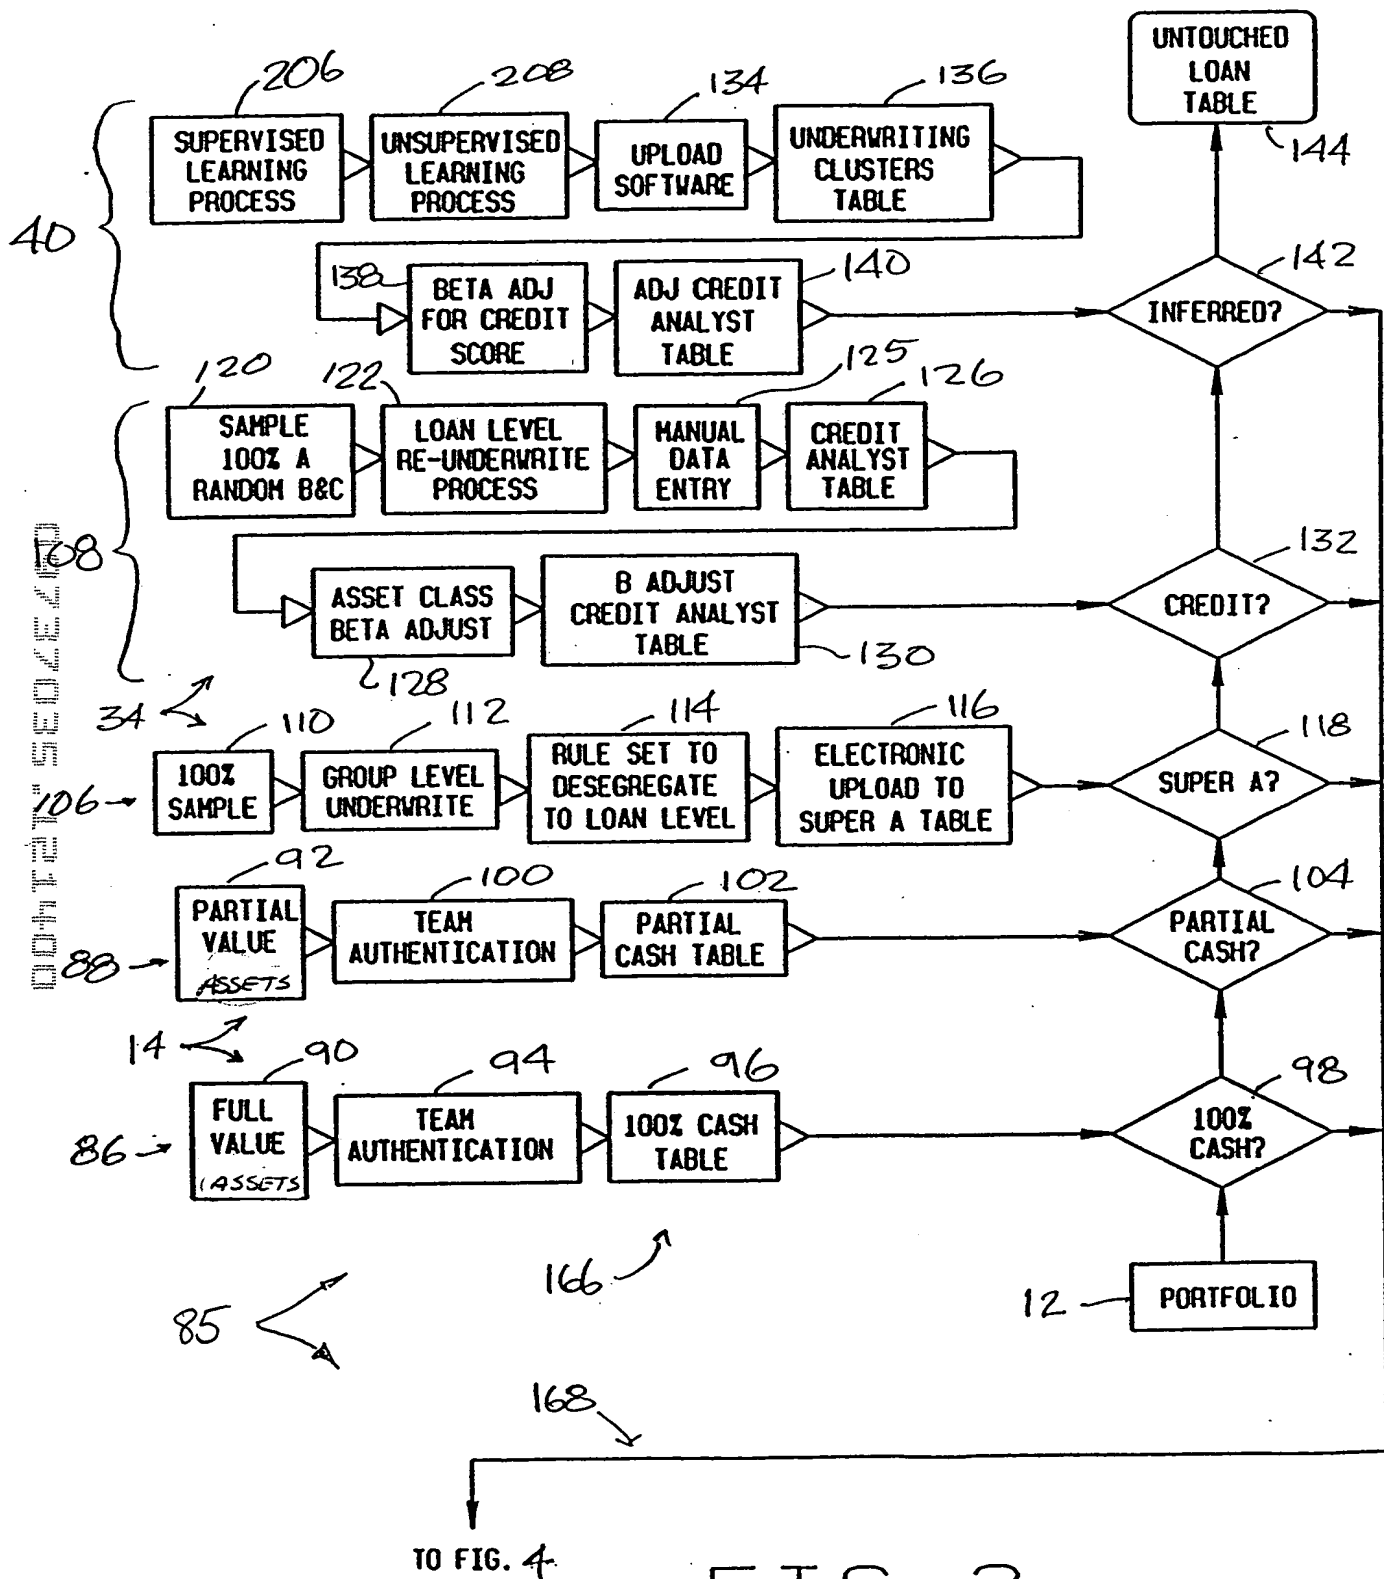 206
208
134
136
UNTOUCHED
LOAN
TABLE
144
40
SUPERVISED
LEARNING
PROCESS
UNSUPERVISED
LEARNING
PROCESS
UPLOAD
SOFTWARE
UNDERWRITING
CLUSTERS
TABLE
138
BETA ADJ
FOR CREDIT
SCORE
140
ADJ CREDIT
ANALYST
TABLE
142
INFERRED?
120
122
125
126
108
SAMPLE
100% A
RANDOM B&C
LOAN LEVEL
RE-UNDERWRITE
PROCESS
MANUAL
DATA
ENTRY
CREDIT
ANALYST
TABLE
132
CREDIT?
ASSET CLASS
BETA ADJUST
128
B ADJUST
CREDIT ANALYST
TABLE
130
34
110
112
114
116
118
106
100%
SAMPLE
GROUP LEVEL
UNDERWRITE
RULE SET TO
DESEGREGATE
TO LOAN LEVEL
ELECTRONIC
UPLOAD TO
SUPER A TABLE
SUPER A?
92
100
102
104
88
PARTIAL
VALUE
ASSETS
TEAM
AUTHENTICATION
PARTIAL
CASH TABLE
PARTIAL
CASH?
14
90
94
96
98
86
FULL
VALUE
ASSETS
TEAM
AUTHENTICATION
100% CASH
TABLE
100%
CASH?
166
85
12
PORTFOLIO
168
TO FIG. 4